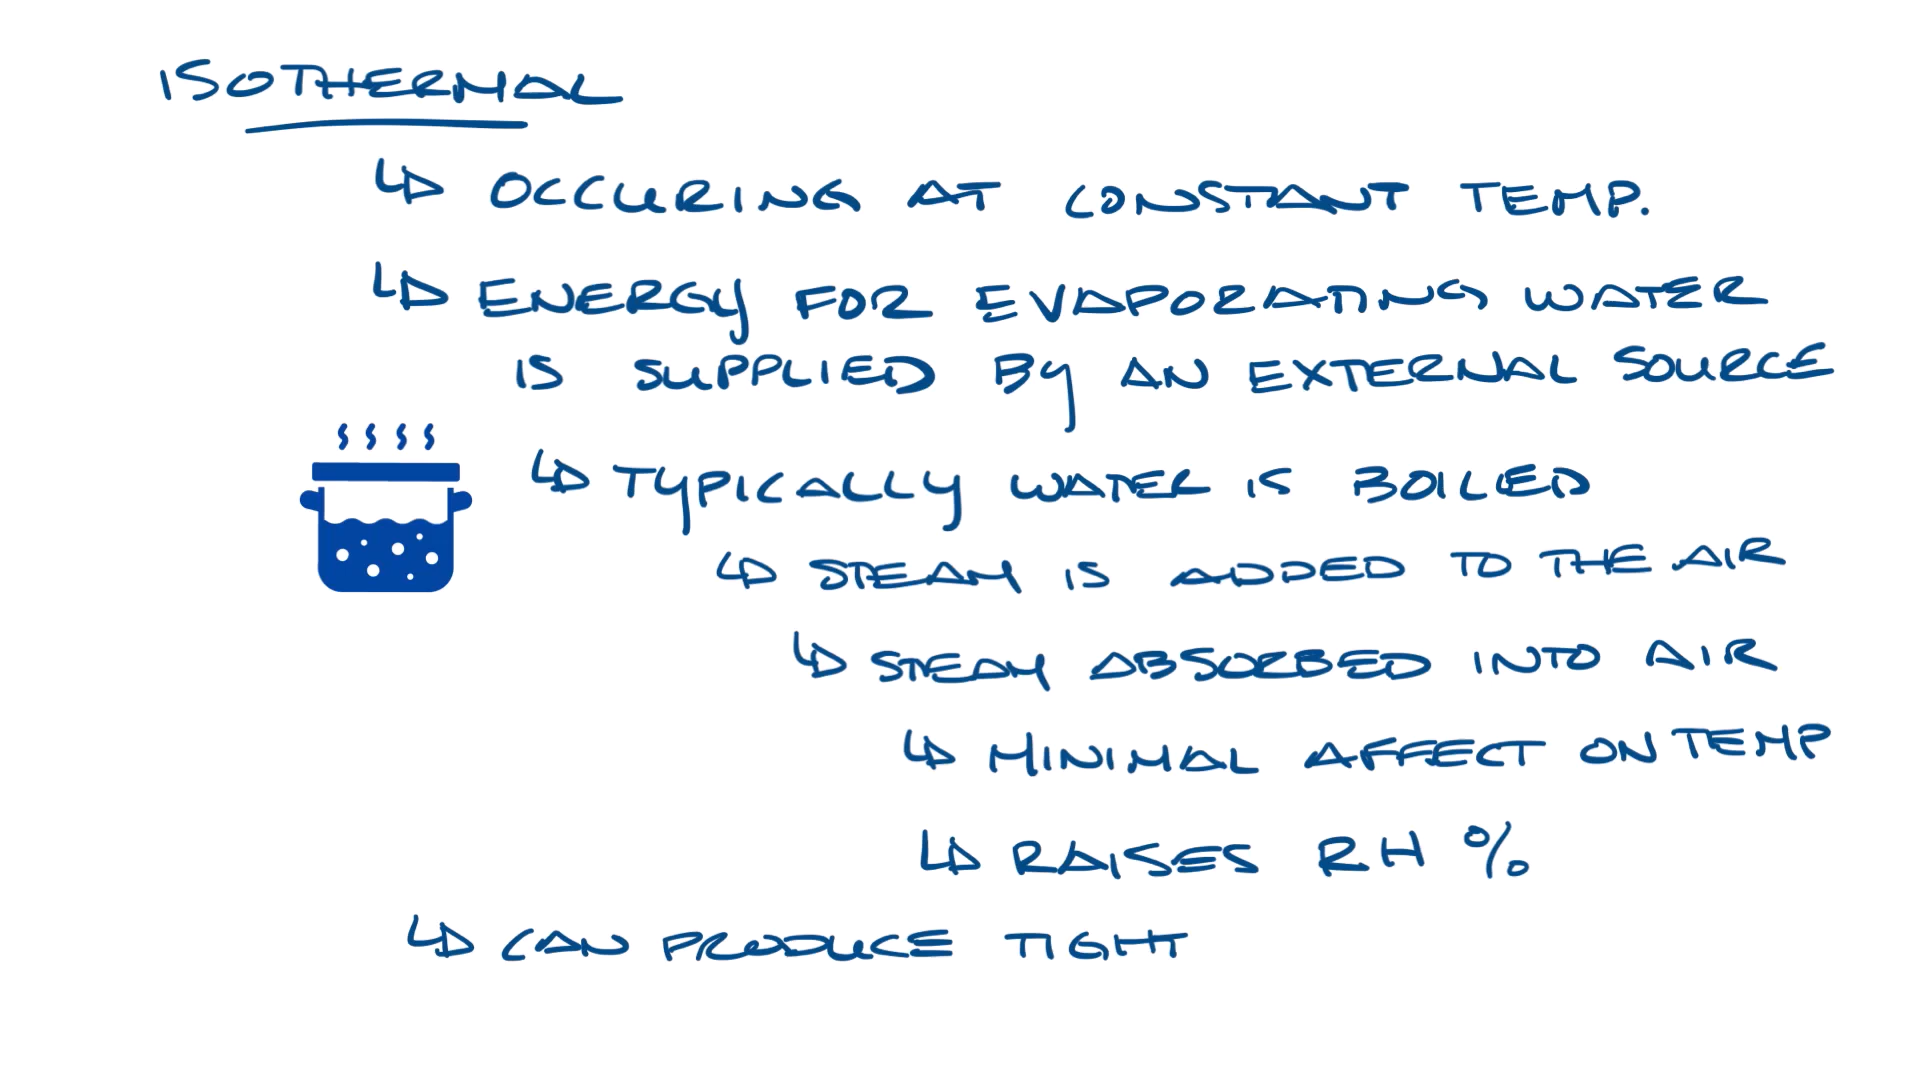 ISOTHERMAL
↳ OCCURING AT CONSTANT TEMP.
↳ ENERGY FOR EVAPORATING WATER
IS SUPPLIED BY AN EXTERNAL SOURCE
↳ TYPICALLY WATER IS BOILED
↳ STEAM IS ADDED TO THE AIR
↳ STEAM ABSORBED INTO AIR
↳ MINIMAL AFFECT ON TEMP
↳ RAISES RH %
↳ CAN PRODUCE TIGHT